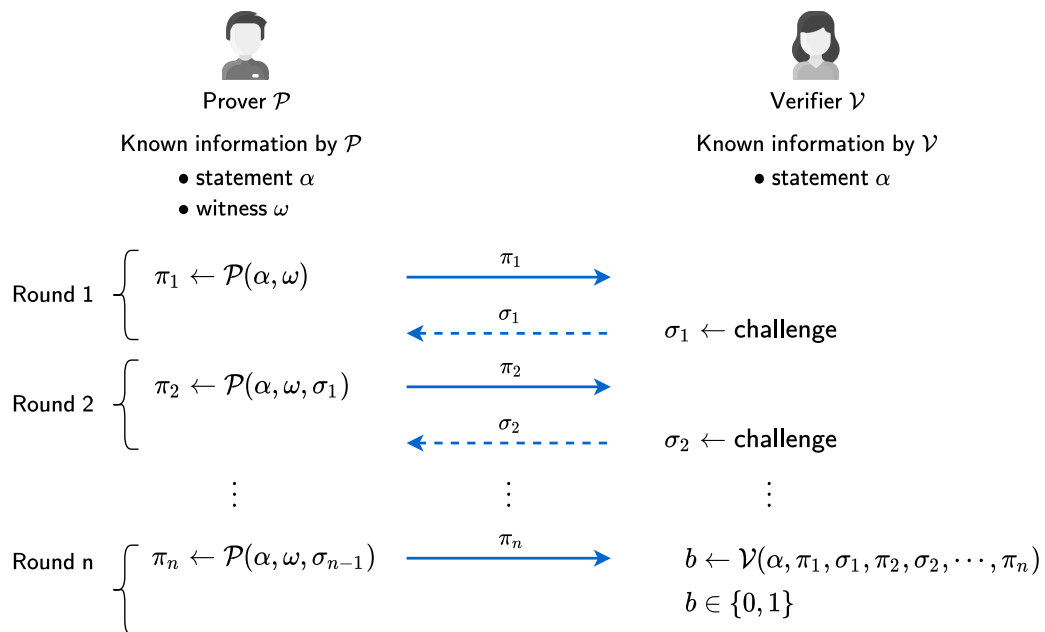 Prover 𝒫
Verifier 𝒱
Known information by 𝒫
Known information by 𝒱
• statement α
• statement α
• witness ω
Round 1
π₁ ← 𝒫(α, ω)
π₁
σ₁
σ₁ ← challenge
Round 2
π₂ ← 𝒫(α, ω, σ₁)
π₂
σ₂
σ₂ ← challenge
⋮ ⋮ ⋮
Round n
πₙ ← 𝒫(α, ω, σₙ₋₁)
πₙ
b ← 𝒱(α, π₁, σ₁, π₂, σ₂, ⋯, πₙ)
b ∈ {0, 1}